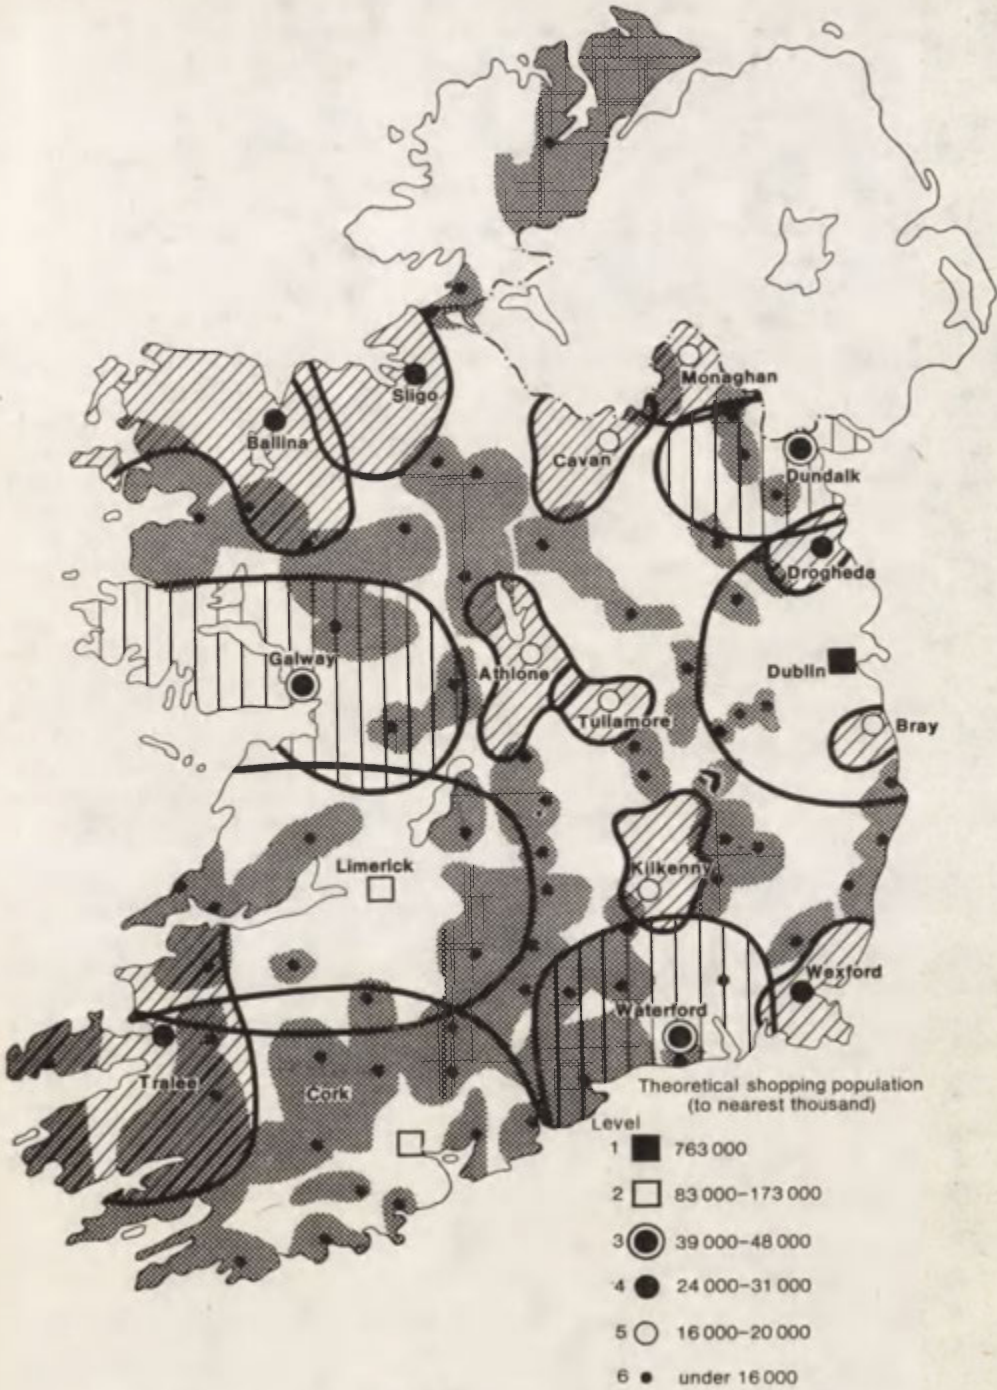 Monaghan
Sligo
Ballina
Cavan
Dundalk
Drogheda
Galway
Athlone
Dublin
Tullamore
Bray
Limerick
Kilkenny
Wexford
Waterford
Tralee
Cork
Theoretical shopping population
(to nearest thousand)
Level
1 763 000
2 83 000–173 000
3 39 000–48 000
4 24 000–31 000
5 16 000–20 000
6 under 16 000